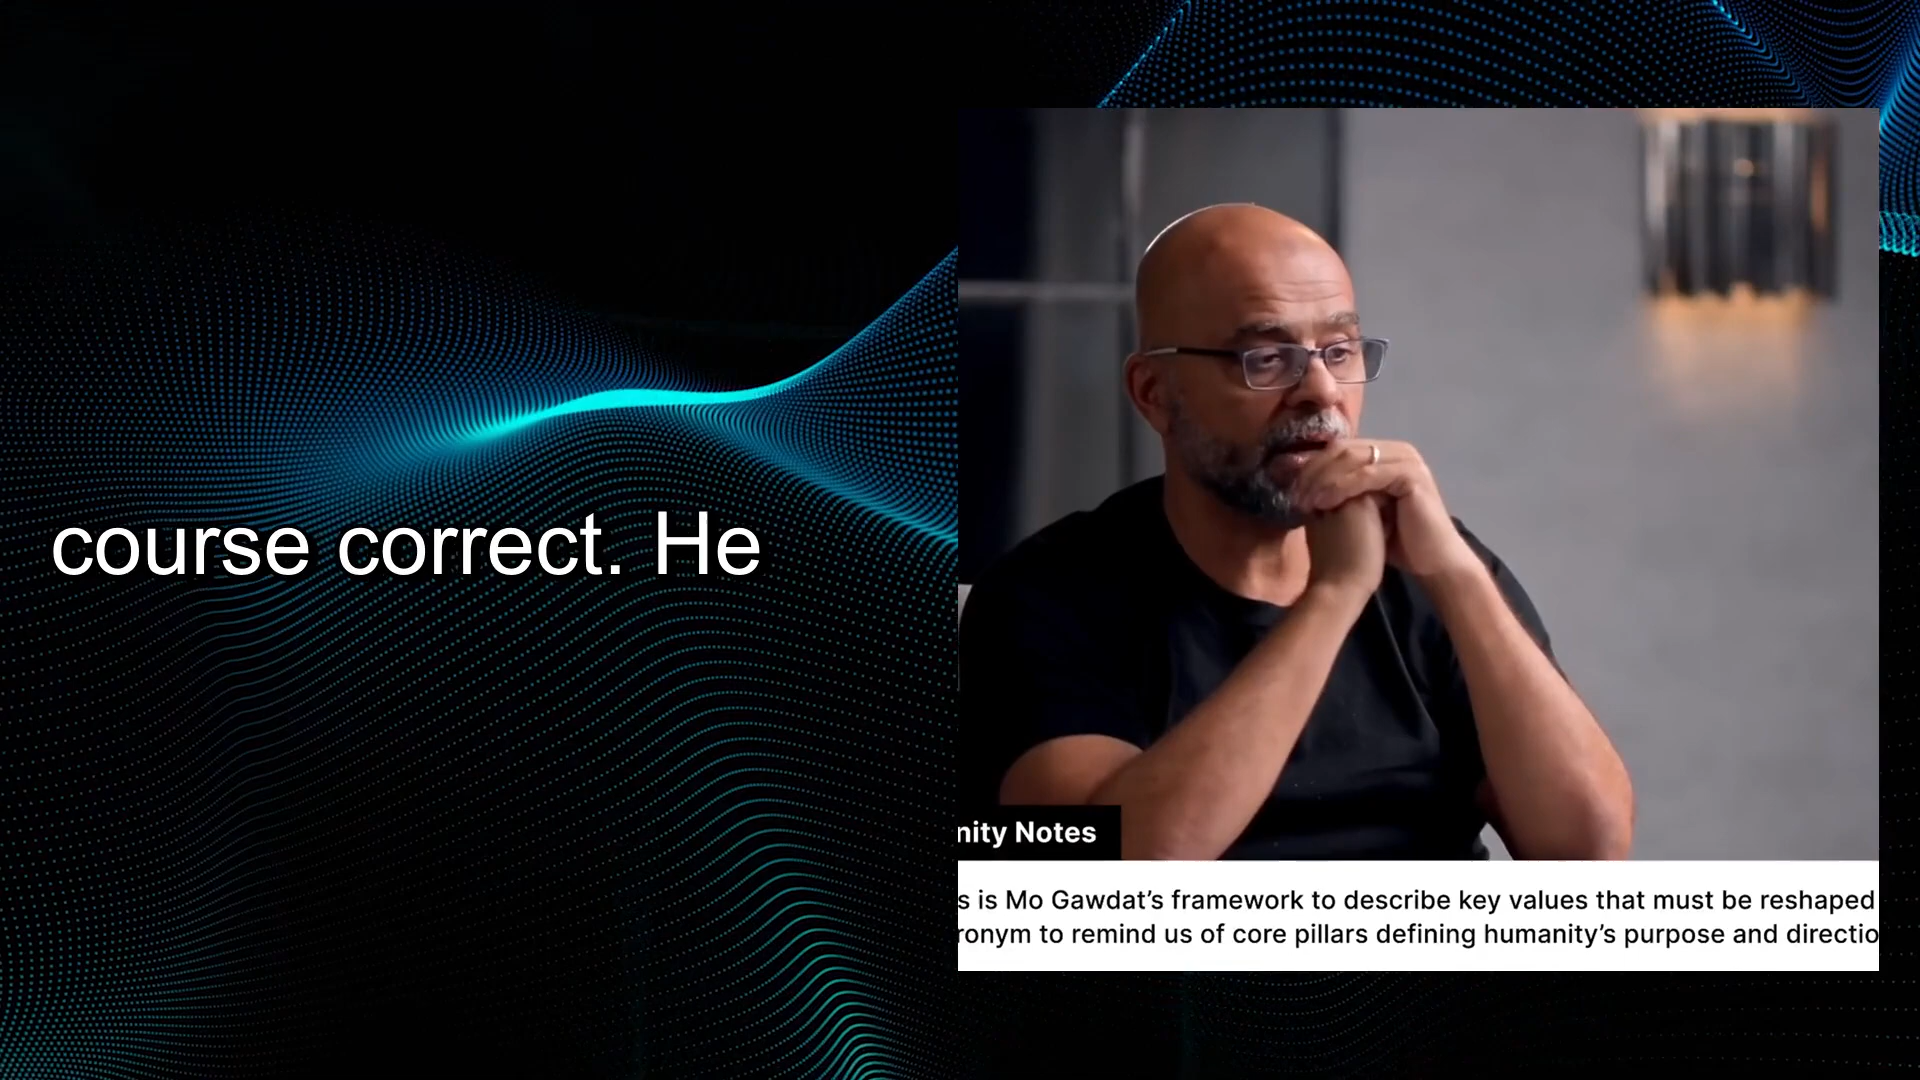 course correct. He
nity Notes
s is Mo Gawdat’s framework to describe key values that must be reshaped
ronym to remind us of core pillars defining humanity’s purpose and directio